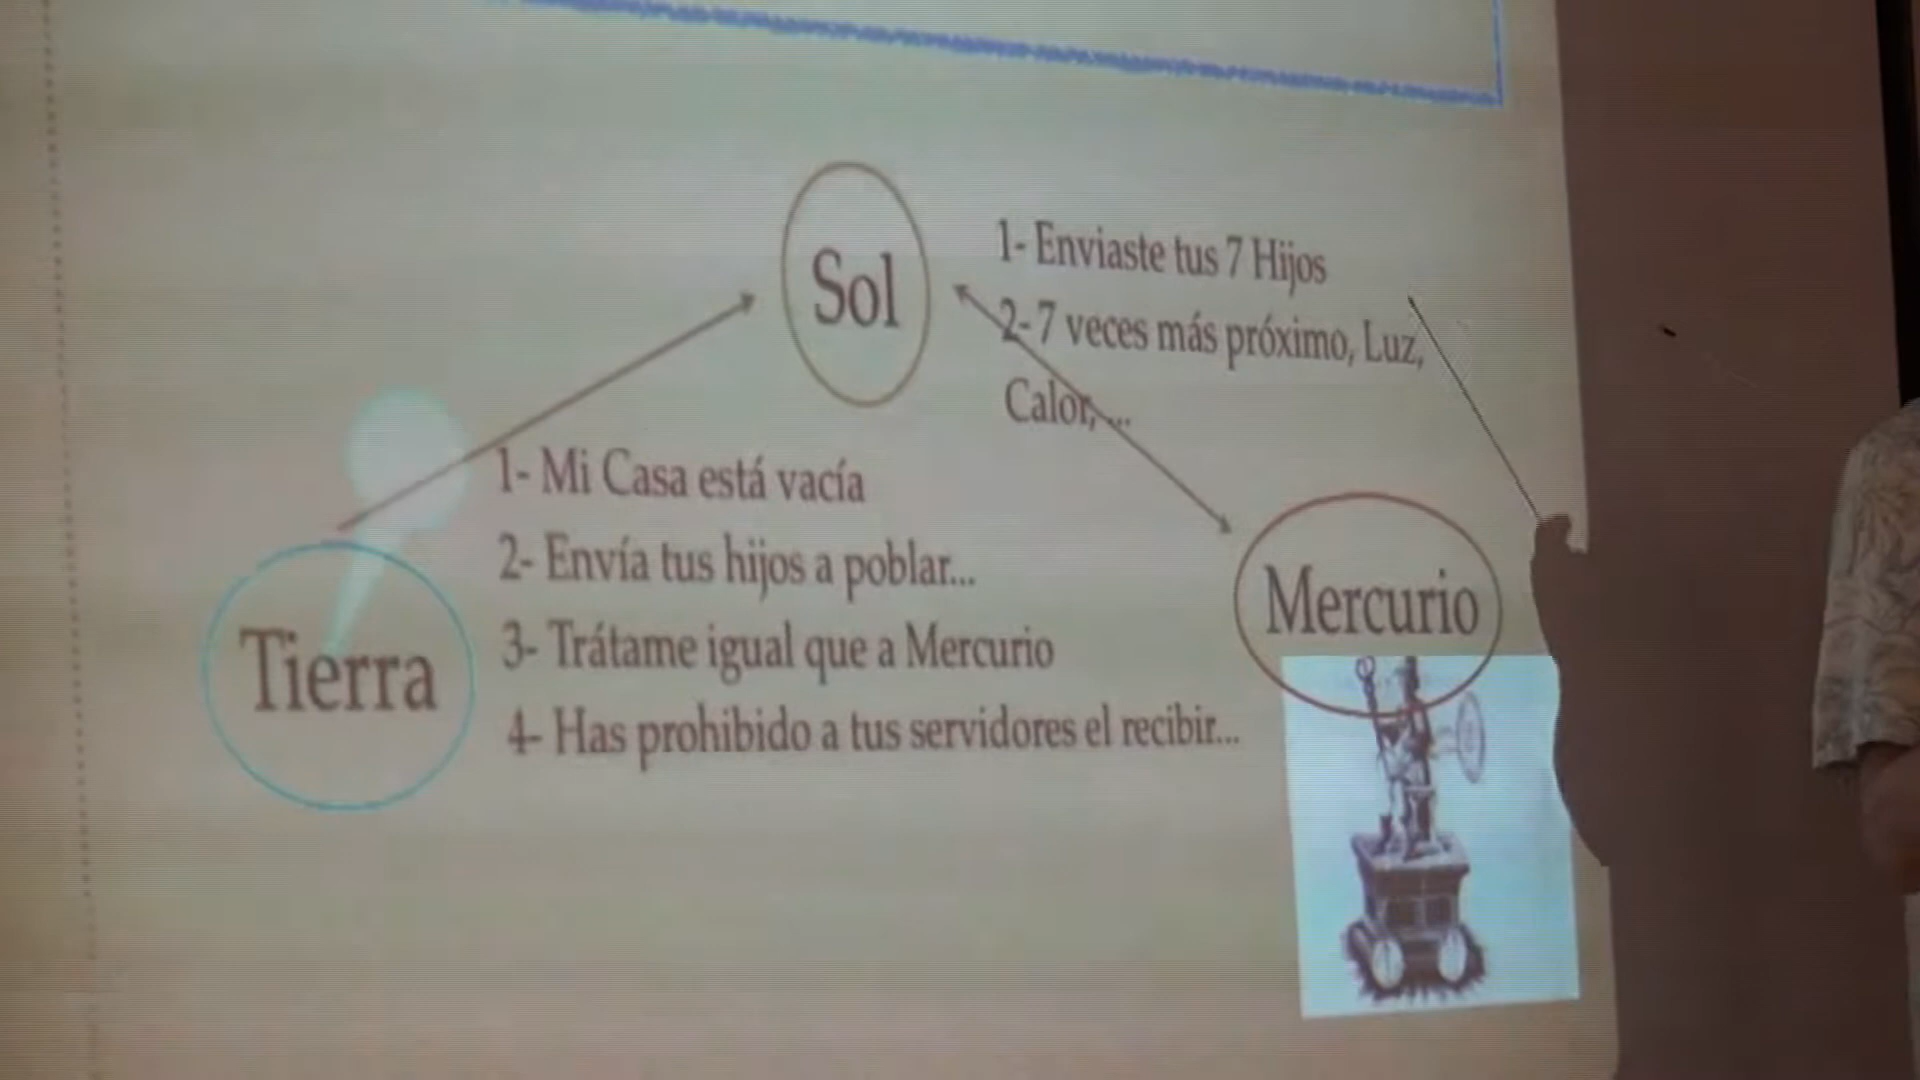 Sol
1- Enviaste tus 7 Hijos
2- 7 veces más próximo, Luz,
Calor, ...
1- Mi Casa está vacía
2- Envía tus hijos a poblar...
3- Trátame igual que a Mercurio
4- Has prohibido a tus servidores el recibir...
Tierra
Mercurio